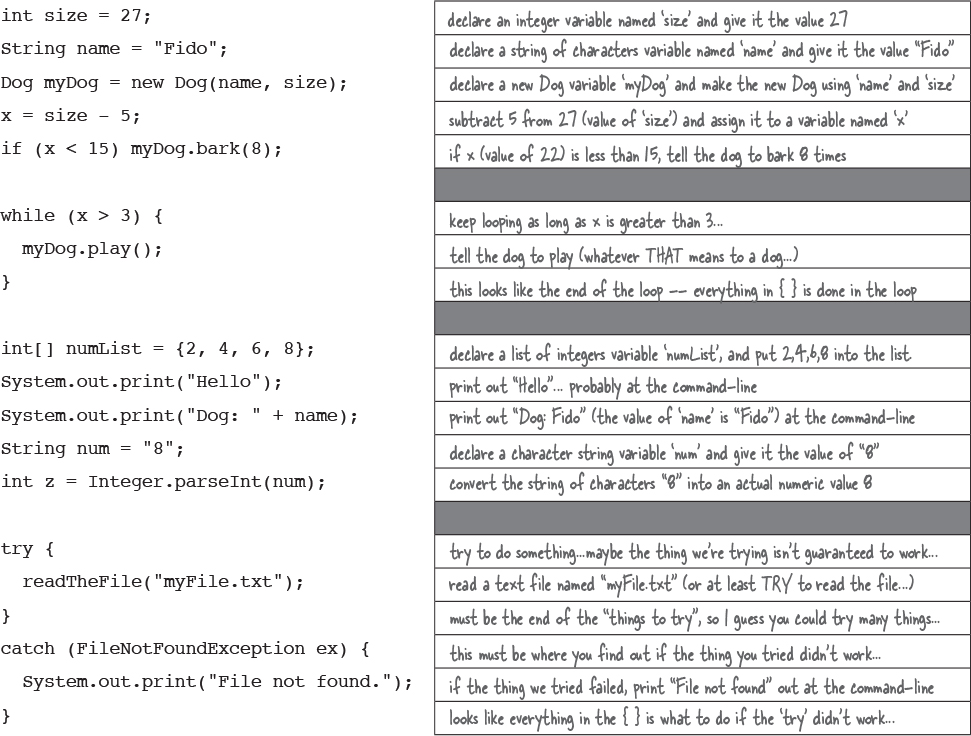 int size = 27; declare an integer variable named 'size' and give it the value 27
String name = "Fido"; declare a string of characters variable named 'name' and give it the value "Fido"
Dog myDog = new Dog(name, size); declare a new Dog variable 'myDog' and make the new Dog using 'name' and 'size'
x = size - 5; subtract 5 from 27 (value of 'size') and assign it to a variable named 'x'
if (x < 15) myDog.bark(8); if x (value of 22) is less than 15, tell the dog to bark 8 times
while (x > 3) { keep looping as long as x is greater than 3...
myDog.play(); tell the dog to play (whatever THAT means to a dog...)
} this looks like the end of the loop -- everything in { } is done in the loop
int[] numList = {2, 4, 6, 8}; declare a list of integers variable 'numList', and put 2,4,6,8 into the list
System.out.print("Hello"); print out "Hello"... probably at the command-line
System.out.print("Dog: " + name); print out "Dog: Fido" (the value of 'name' is "Fido") at the command-line
String num = "8"; declare a character string variable 'num' and give it the value of "8"
int z = Integer.parseInt(num); convert the string of characters "8" into an actual numeric value 8
try { try to do something...maybe the thing we're trying isn't guaranteed to work...
readTheFile("myFile.txt"); read a text file named "myFile.txt" (or at least TRY to read the file...)
} must be the end of the "things to try", so I guess you could try many things...
catch (FileNotFoundException ex) { this must be where you find out if the thing you tried didn't work...
System.out.print("File not found."); if the thing we tried failed, print "File not found" out at the command-line
} looks like everything in the { } is what to do if the 'try' didn't work...